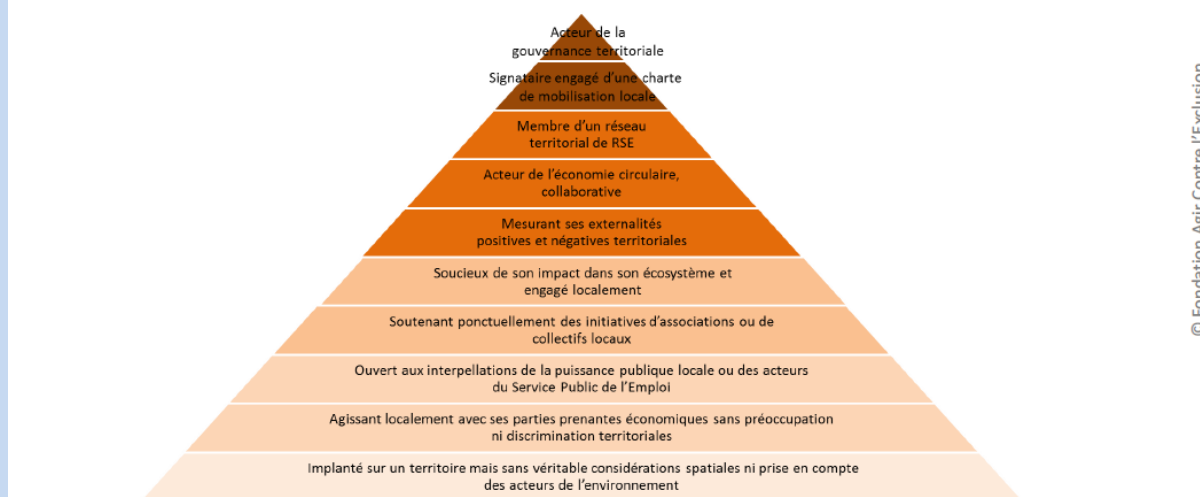 Acteur de la
gouvernance territoriale
Signataire engagé d'une charte
de mobilisation locale
Membre d'un réseau
territorial de RSE
Acteur de l'économie circulaire,
collaborative
Mesurant ses externalités
positives et négatives territoriales
Soucieux de son impact dans son écosystème et
engagé localement
Soutenant ponctuellement des initiatives d'associations ou de
collectifs locaux
Ouvert aux interpellations de la puissance publique locale ou des acteurs
du Service Public de l'Emploi
Agissant localement avec ses parties prenantes économiques sans préoccupation
ni discrimination territoriales
Implanté sur un territoire mais sans véritable considérations spatiales ni prise en compte
des acteurs de l'environnement
© Fondation Agir Contre l'Exclusion